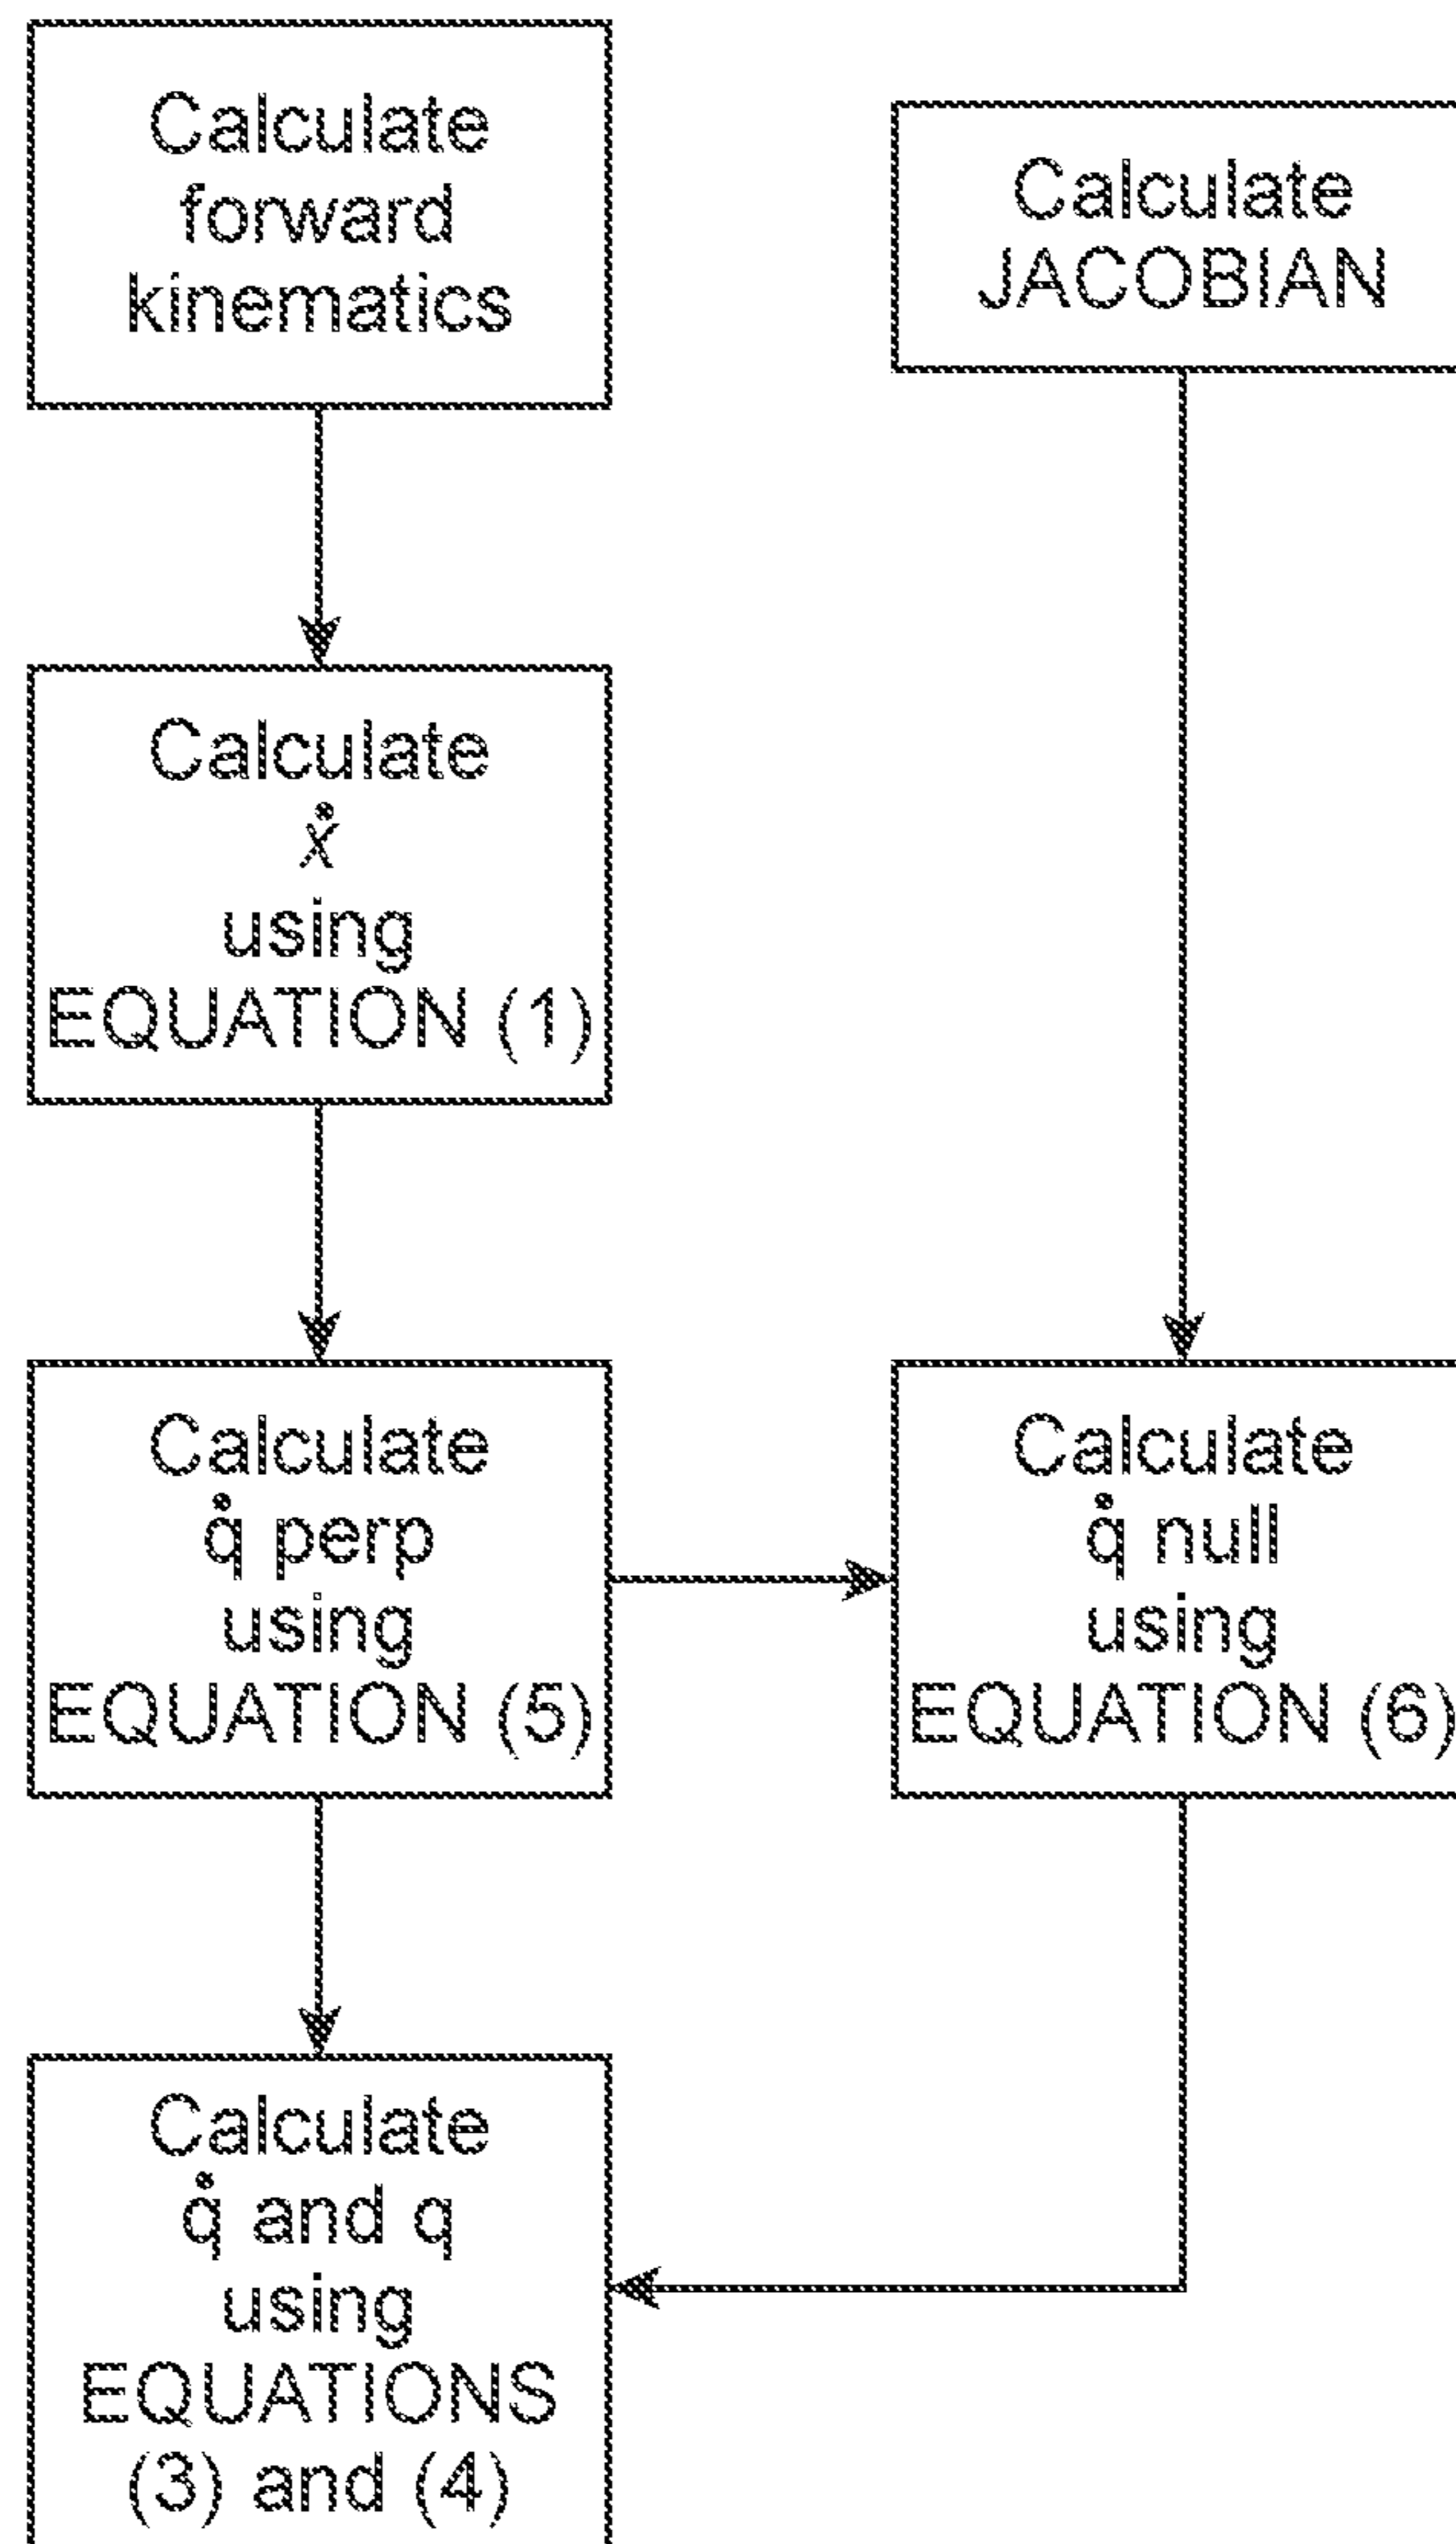 Calculate
forward
kinematics
Calculate
JACOBIAN
Calculate
ẋ
using
EQUATION (1)
Calculate
q̇ perp
using
EQUATION (5)
Calculate
q̇ null
using
EQUATION (6)
Calculate
q̇ and q
using
EQUATIONS
(3) and (4)